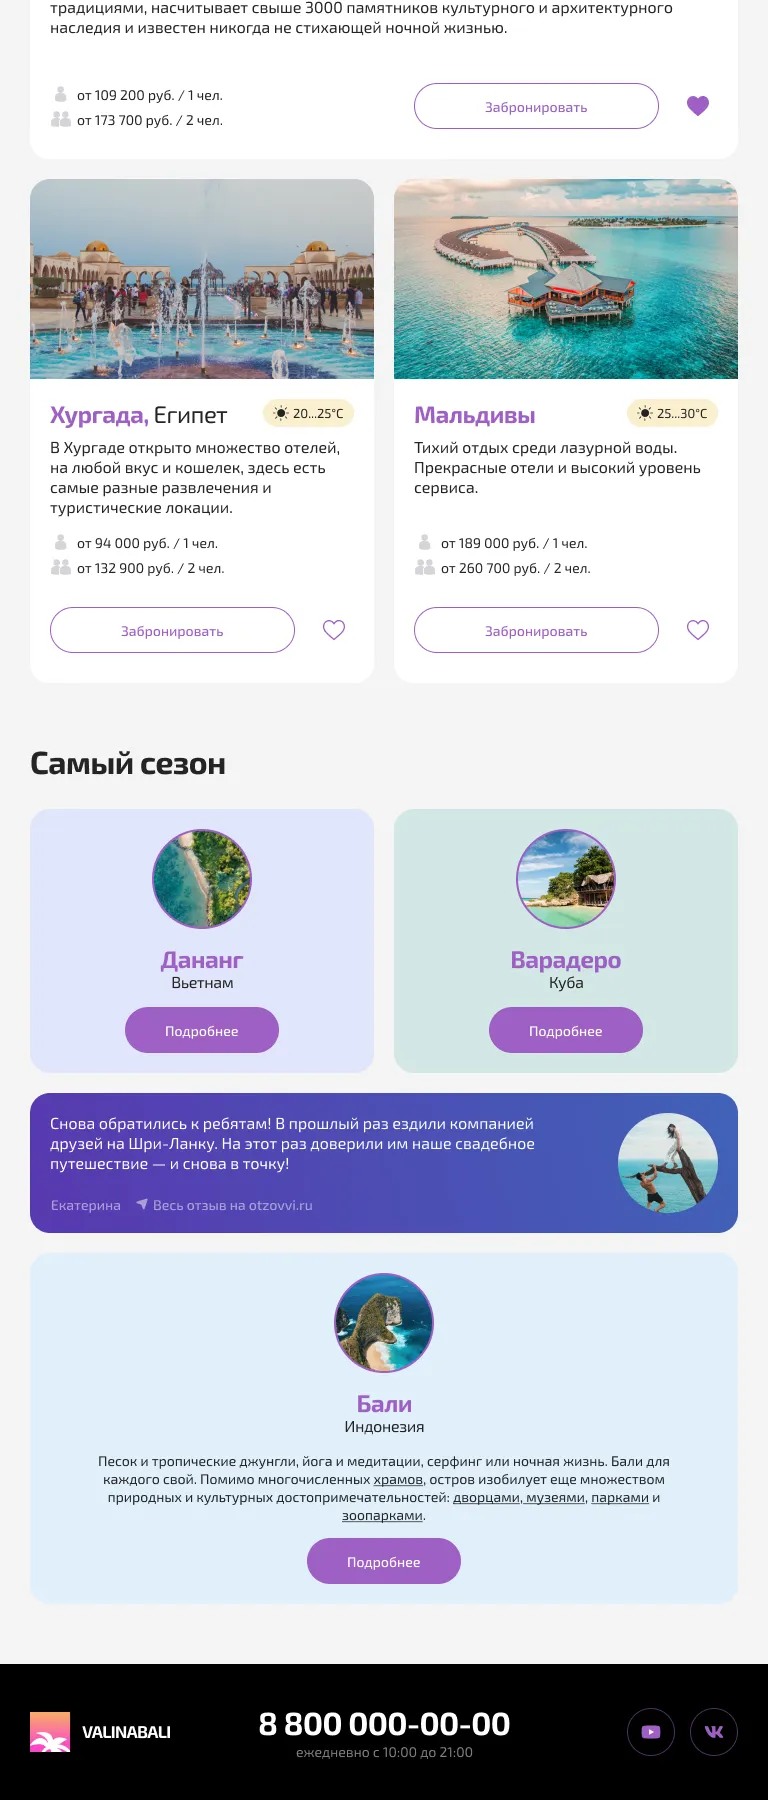 традициями, насчитывает свыше 3000 памятников культурного и архитектурного
наследия и известен никогда не стихающей ночной жизнью.
от 109 200 руб. / 1 чел.
от 173 700 руб. / 2 чел.
Забронировать
Хургада, Египет
20...25°C
В Хургаде открыто множество отелей,
на любой вкус и кошелек, здесь есть
самые разные развлечения и
туристические локации.
от 94 000 руб. / 1 чел.
от 132 900 руб. / 2 чел.
Забронировать
Мальдивы
25...30°C
Тихий отдых среди лазурной воды.
Прекрасные отели и высокий уровень
сервиса.
от 189 000 руб. / 1 чел.
от 260 700 руб. / 2 чел.
Забронировать
Самый сезон
Дананг
Вьетнам
Подробнее
Варадеро
Куба
Подробнее
Снова обратились к ребятам! В прошлый раз ездили компанией
друзей на Шри-Ланку. На этот раз доверили им наше свадебное
путешествие — и снова в точку!
Екатерина
Весь отзыв на otzovvi.ru
Бали
Индонезия
Песок и тропические джунгли, йога и медитации, серфинг или ночная жизнь. Бали для
каждого свой. Помимо многочисленных храмов, остров изобилует еще множеством
природных и культурных достопримечательностей: дворцами, музеями, парками и
зоопарками.
Подробнее
VALINABALI
8 800 000-00-00
ежедневно с 10:00 до 21:00